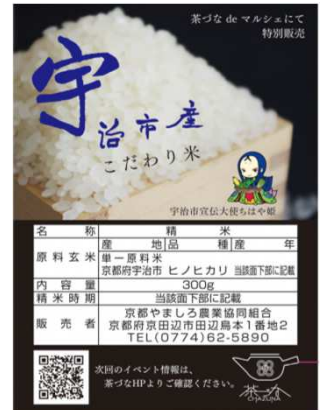 茶づな de マルシェにて
特別販売
宇治市産
こだわり米
宇治市宣伝大使ちはや姫
名称 精米
原料玄米 産地 品種 産年
単一原料米
京都府宇治市 ヒノヒカリ 当該面下部に記載
内容量 300g
精米時期 当該面下部に記載
販売者 京都やましろ農業協同組合
京都府京田辺市田辺鳥本1番地2
TEL(0774)62-5890
次回のイベント情報は、
茶づなHPよりご確認ください。
茶づな
CHAZUNA